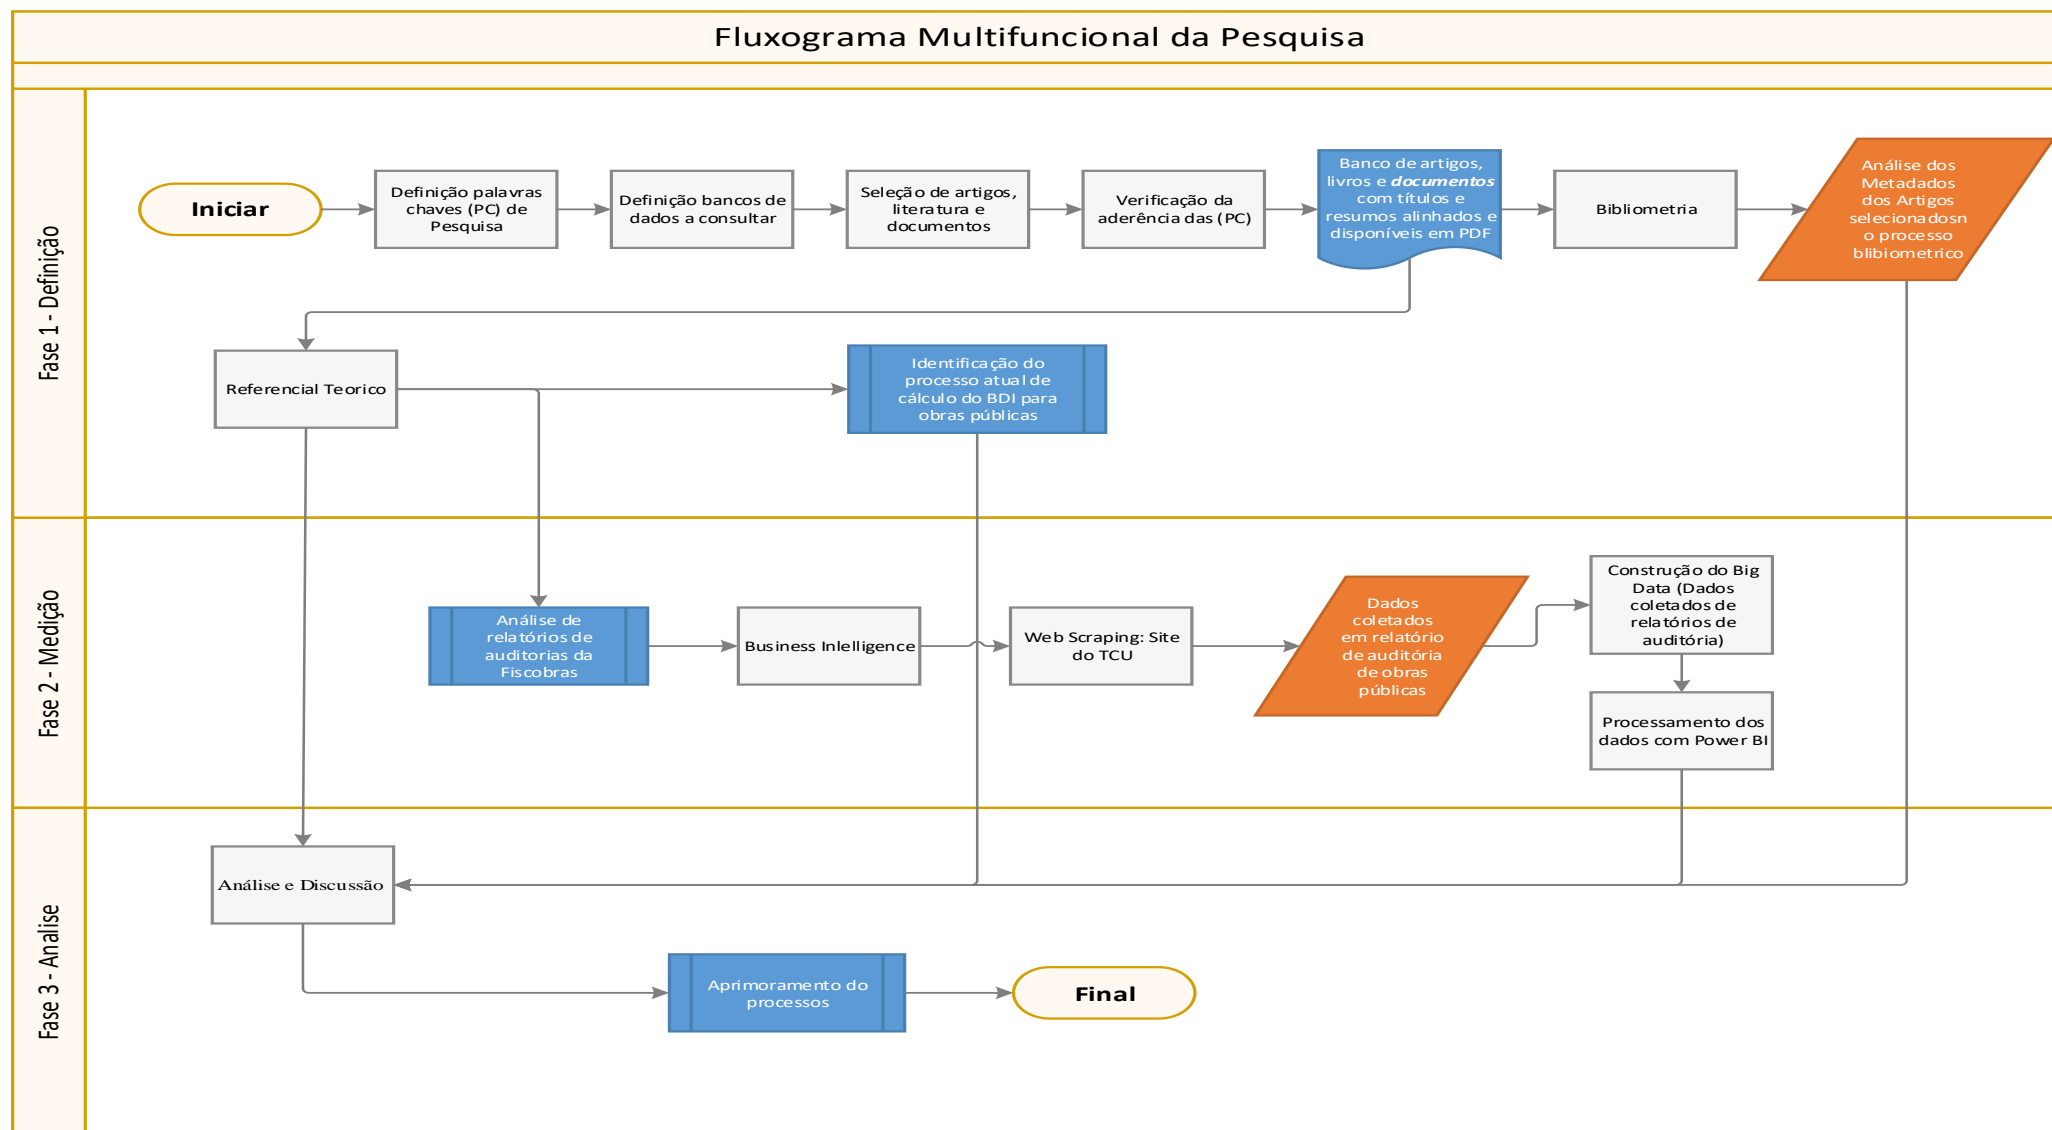 Fluxograma Multifuncional da Pesquisa
Fase 1 - Definição
Iniciar
Definição palavras
chaves (PC) de
Pesquisa
Definição bancos de
dados a consultar
Seleção de artigos,
literatura e
documentos
Verificação da
aderência das (PC)
Banco de artigos,
livros e documentos
com títulos e
resumos alinhados e
disponíveis em PDF
Bibliometria
Análise dos
Metadados
dos Artigos
selecionadosn
o processo
blibiometrico
Referencial Teorico
Identificação do
processo atual de
cálculo do BDI para
obras públicas
Fase 2 - Medição
Análise de
relatórios de
auditorias da
Fiscobras
Business Inlelligence
Web Scraping: Site
do TCU
Dados
coletados
em relatório
de auditória
de obras
públicas
Construção do Big
Data (Dados
coletados de
relatórios de
auditória)
Processamento dos
dados com Power BI
Fase 3 - Analise
Análise e Discussão
Aprimoramento do
processos
Final